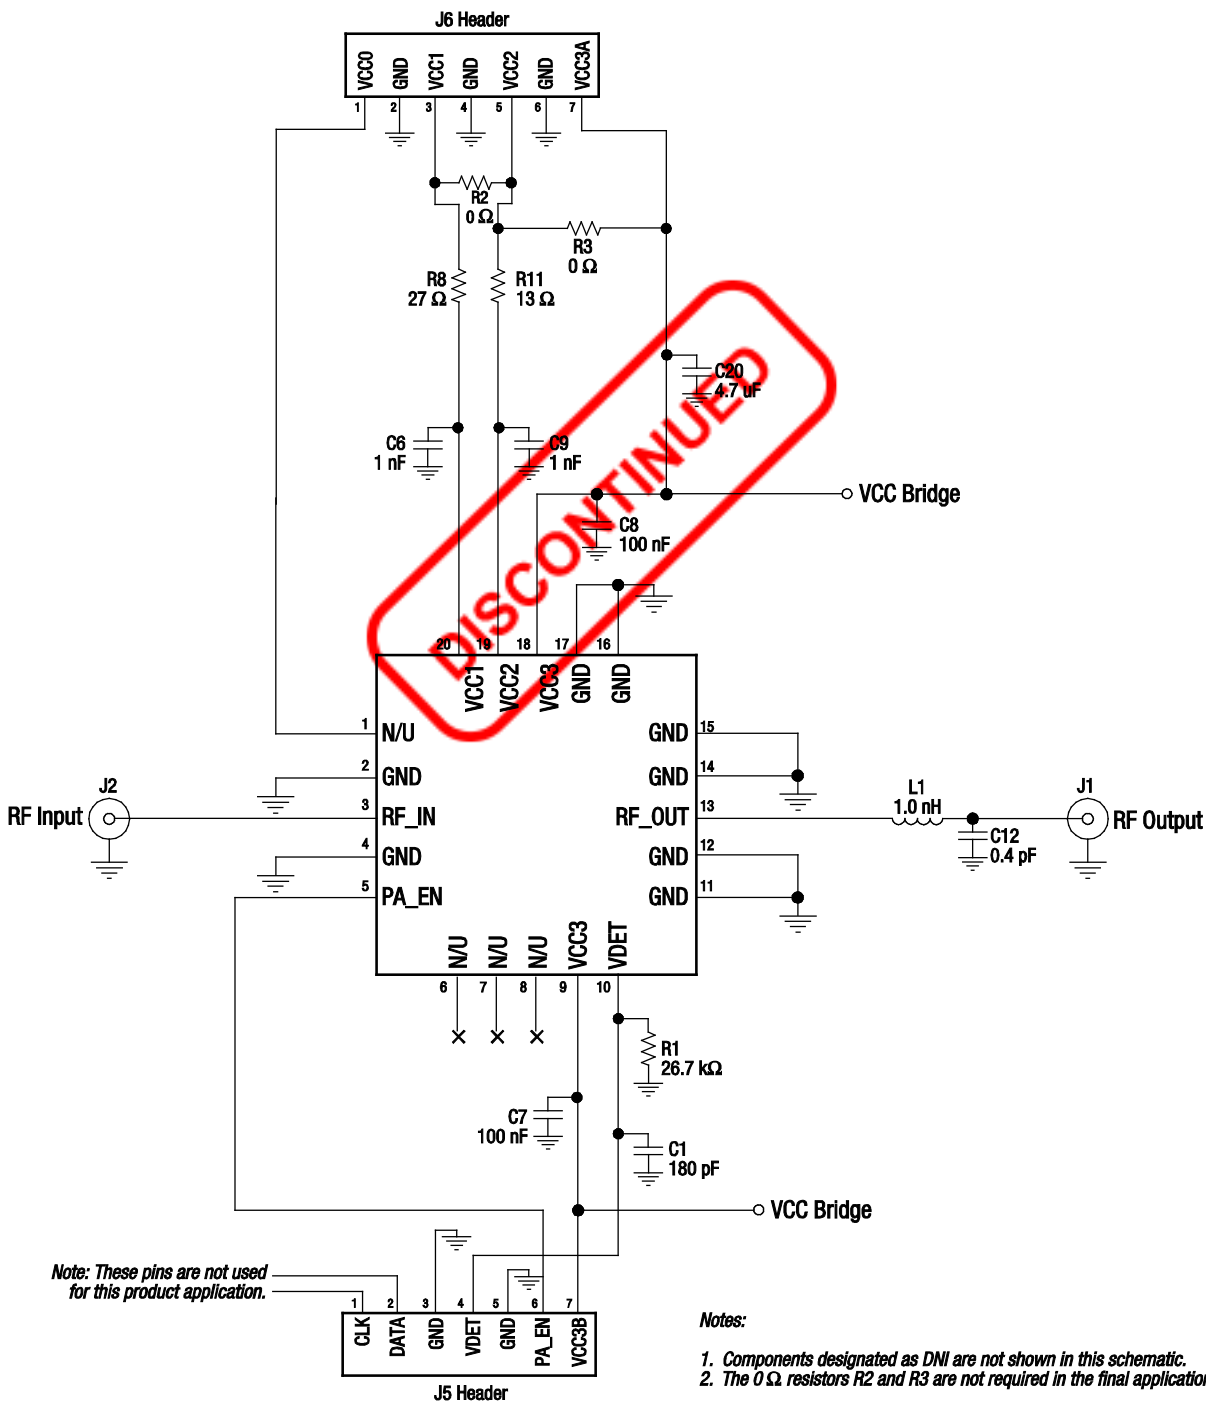 J6 Header
VCC0 GND VCC1 GND VCC2 GND VCC3A
1 2 3 4 5 6 7
R2
0 Ω
R3
0 Ω
R8
27 Ω
R11
13 Ω
C20
4.7 uF
C6
1 nF
C9
1 nF
VCC Bridge
C8
100 nF
DISCONTINUED
20 19 18 17 16
VCC1 VCC2 VCC3 GND GND
1 N/U
GND 15
2 GND
GND 14
J2
RF Input
3 RF_IN
RF_OUT 13
L1
1.0 nH
J1
RF Output
C12
0.4 pF
4 GND
GND 12
5 PA_EN
GND 11
N/U N/U N/U VCC3 VDET
6 7 8 9 10
R1
26.7 kΩ
C7
100 nF
C1
180 pF
VCC Bridge
Note: These pins are not used
for this product application.
1 2 3 4 5 6 7
CLK DATA GND VDET GND PA_EN VCC3B
J5 Header
Notes:
1. Components designated as DNI are not shown in this schematic.
2. The 0 Ω resistors R2 and R3 are not required in the final application